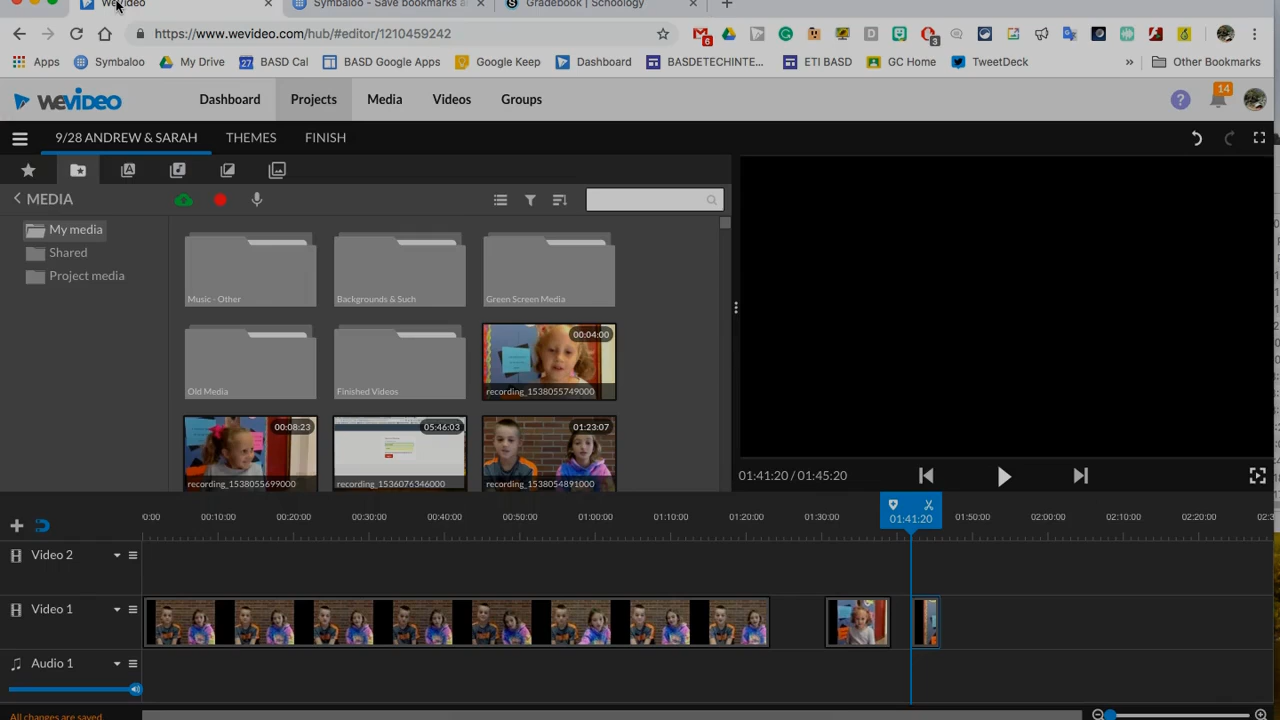 WeVideo
Symbaloo - Save bookmarks a
Gradebook | Schoology
https://www.wevideo.com/hub/#editor/1210459242
6
3
Apps
Symbaloo
My Drive
27
BASD Cal
BASD Google Apps
Google Keep
Dashboard
BASDETECHINTE...
ETI BASD
GC Home
TweetDeck
»
Other Bookmarks
wevideo
Dashboard
Projects
Media
Videos
Groups
?
14
9/28 ANDREW & SARAH
THEMES
FINISH
MEDIA
My media
Shared
Project media
Music - Other
Backgrounds & Such
Green Screen Media
Old Media
Finished Videos
00:04:00
recording_1538055749000
00:08:23
recording_1538055699000
05:46:03
recording_1536076346000
01:23:07
recording_1538054891000
01:41:20 / 01:45:20
0:00
00:10:00
00:20:00
00:30:00
00:40:00
00:50:00
01:00:00
01:10:00
01:20:00
01:30:00
01:41:20
01:50:00
02:00:00
02:10:00
02:20:00
02:3
Video 2
Video 1
Audio 1
All changes are saved